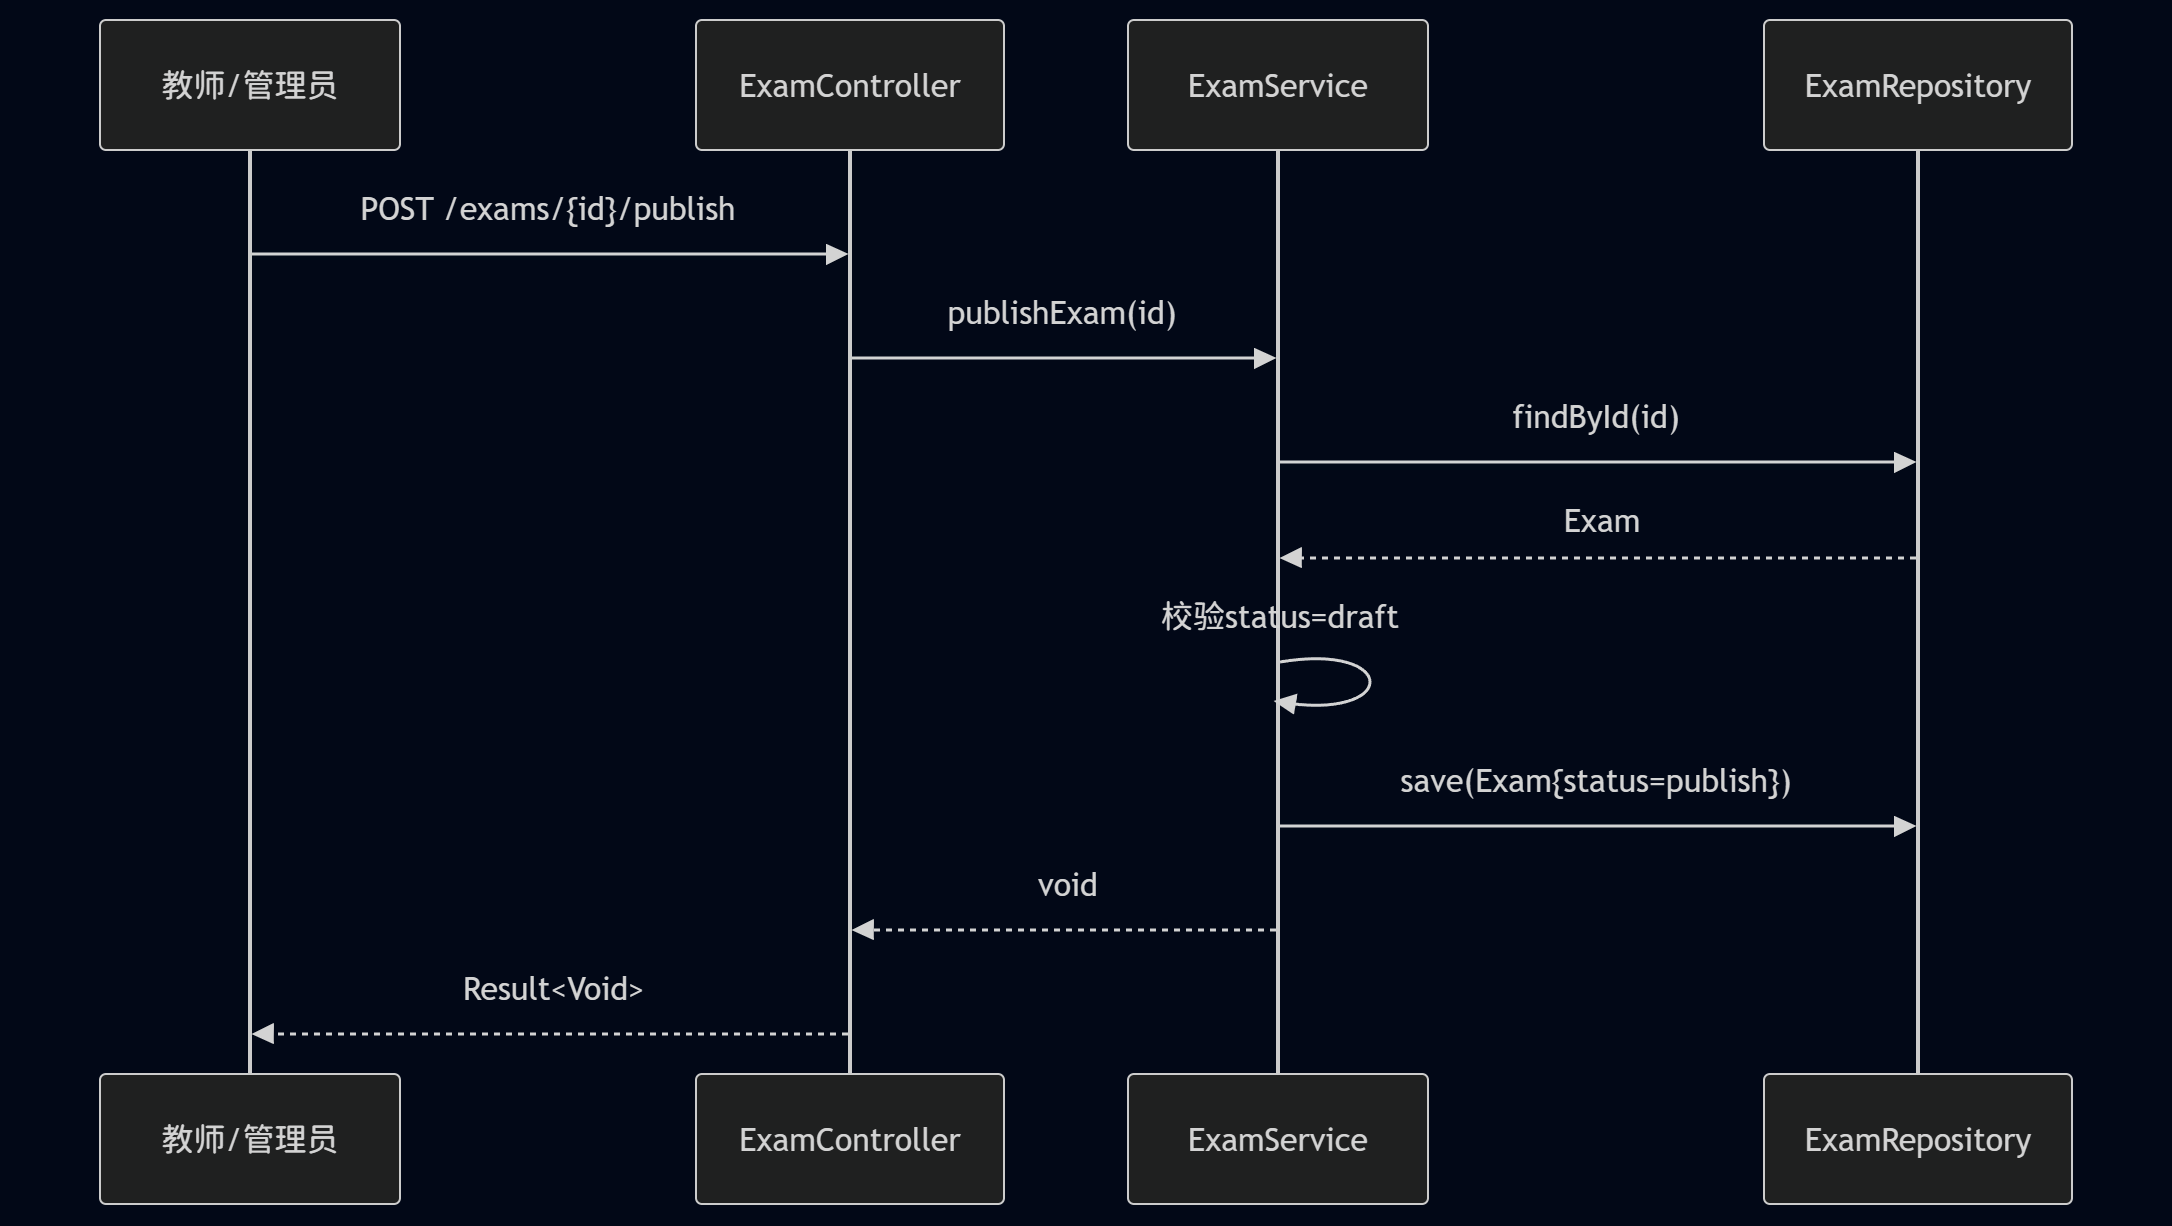 教师/管理员
ExamController
ExamService
ExamRepository
POST /exams/{id}/publish
publishExam(id)
findById(id)
Exam
校验status=draft
save(Exam{status=publish})
void
Result<Void>
教师/管理员
ExamController
ExamService
ExamRepository